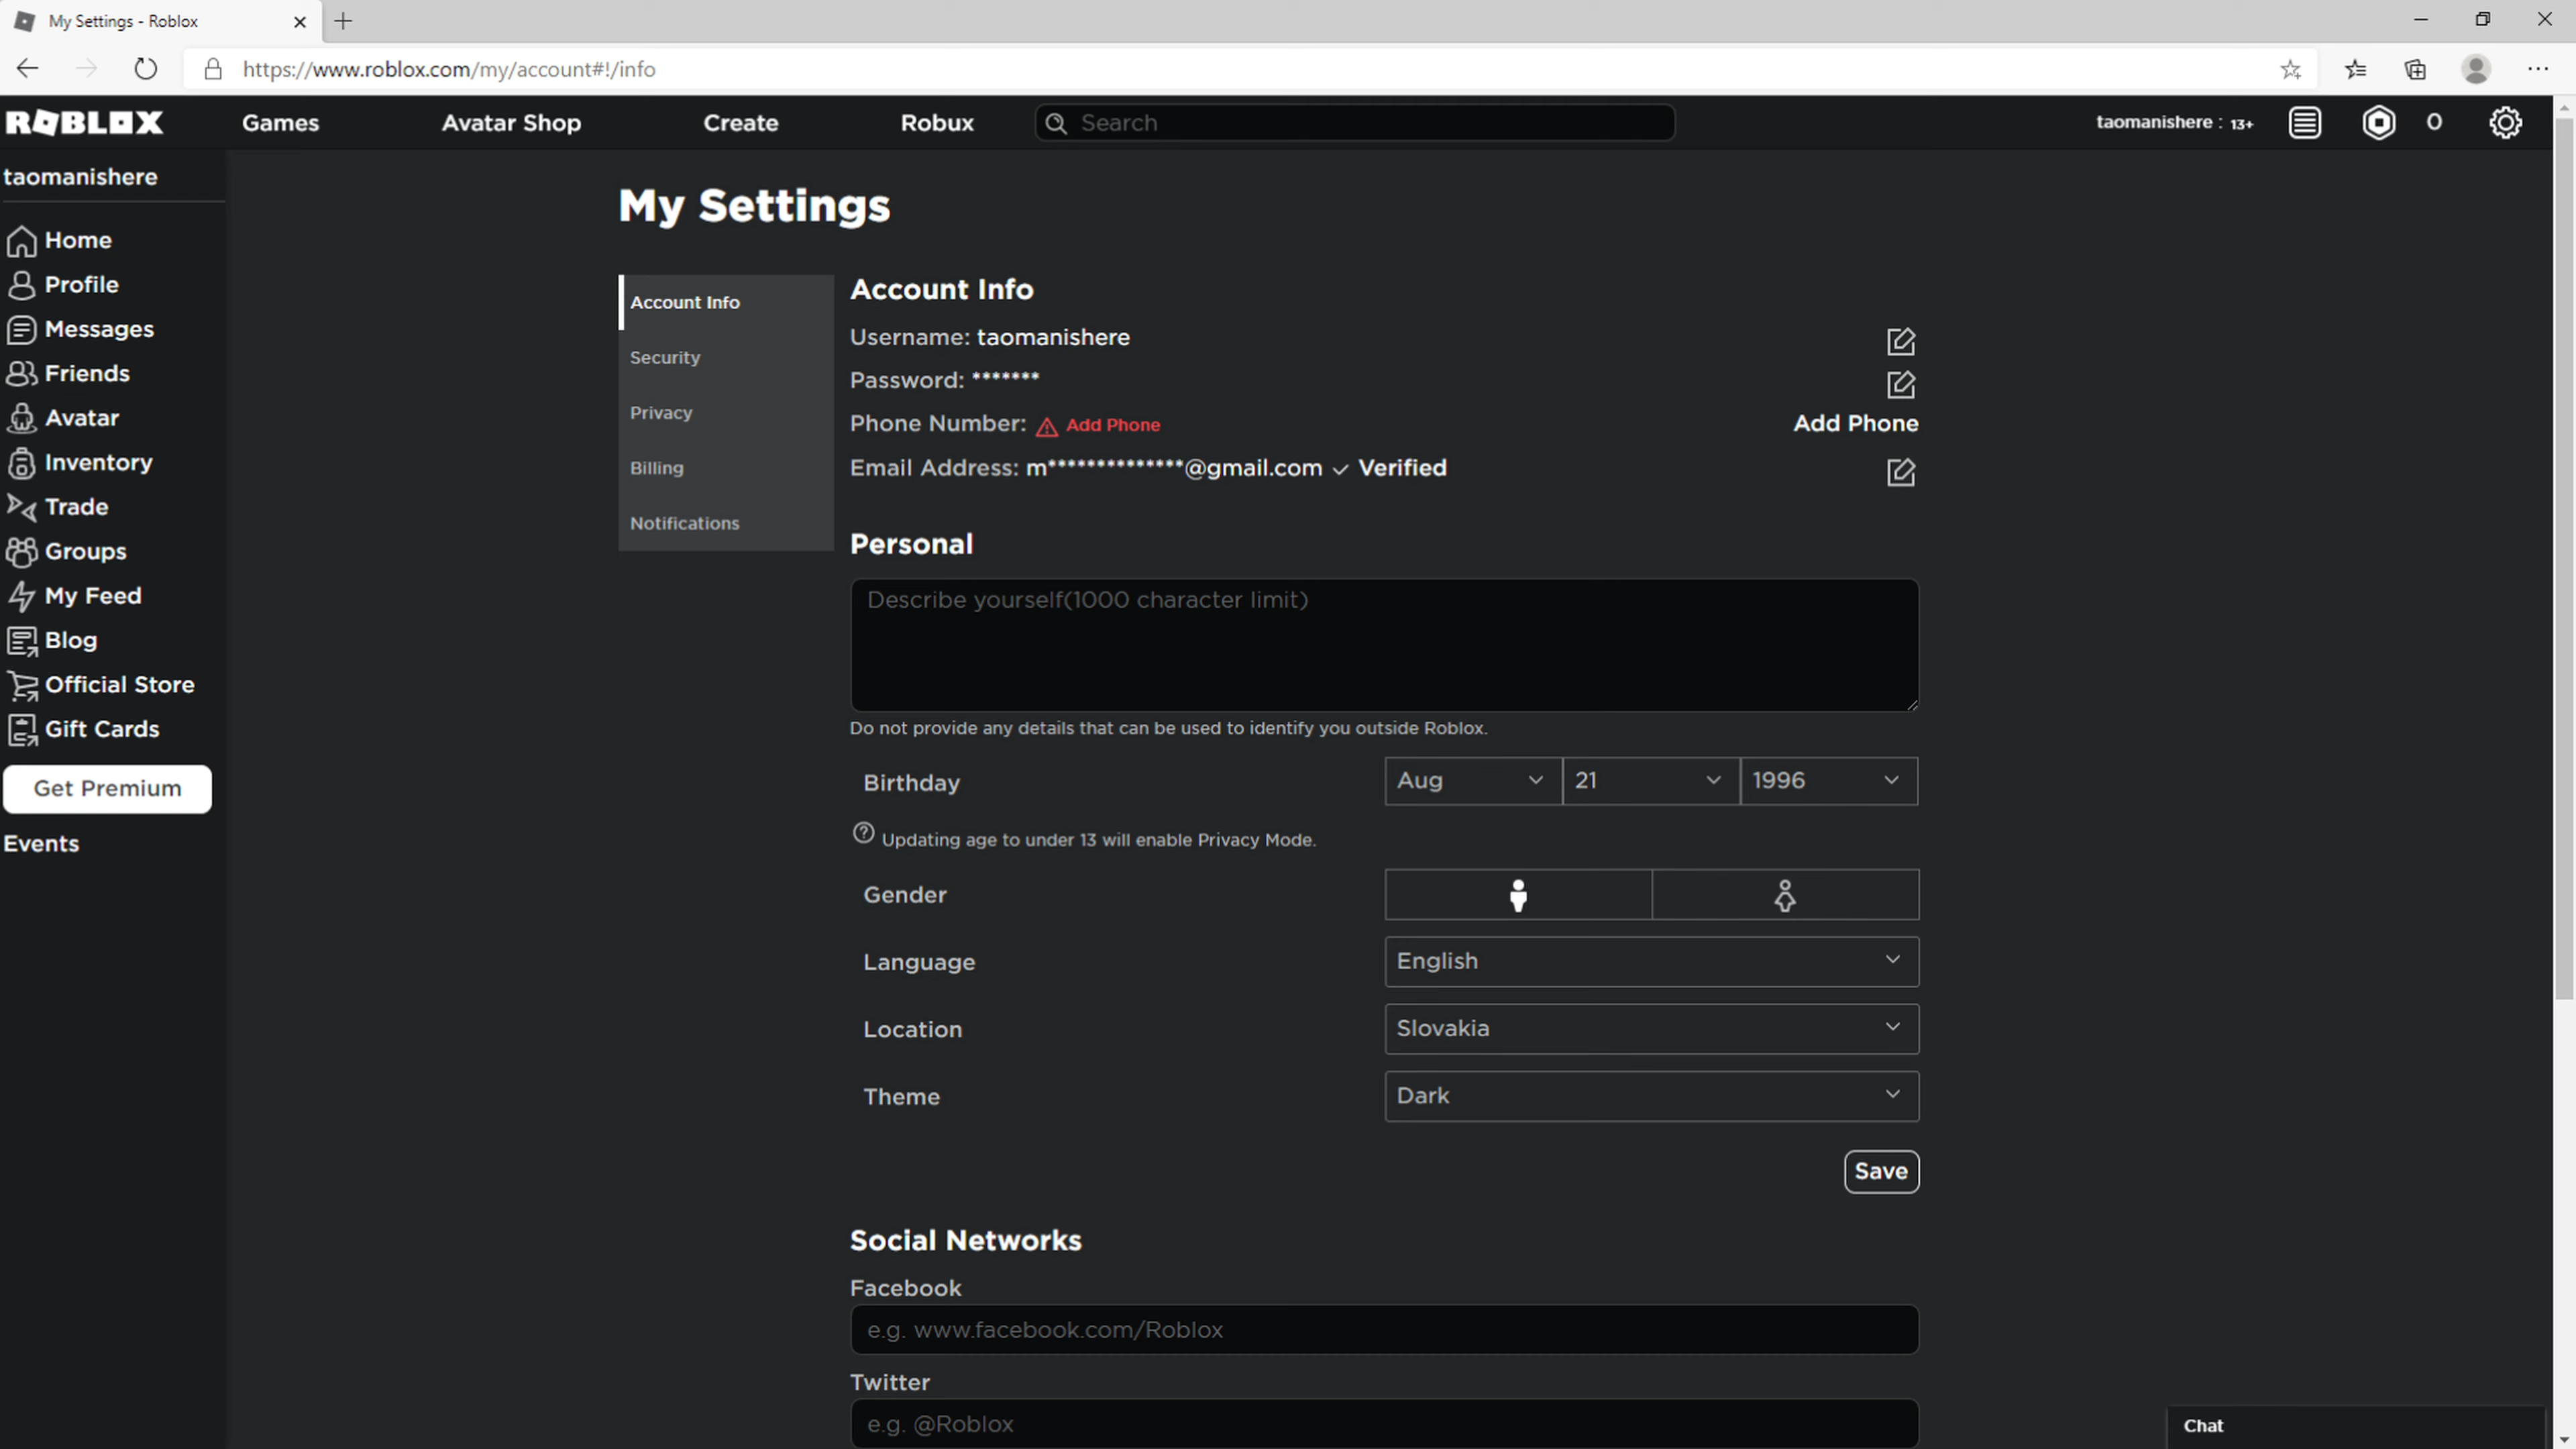 My Settings - Roblox
https://www.roblox.com/my/account#!/info
ROBLOX Games Avatar Shop Create Robux Search taomanishere : 13+ 0
taomanishere
Home
Profile
Messages
Friends
Avatar
Inventory
Trade
Groups
My Feed
Blog
Official Store
Gift Cards
Get Premium
Events
My Settings
Account Info
Security
Privacy
Billing
Notifications
Account Info
Username: taomanishere
Password: *******
Phone Number: Add Phone Add Phone
Email Address: m**************@gmail.com ✓ Verified
Personal
Describe yourself(1000 character limit)
Do not provide any details that can be used to identify you outside Roblox.
Birthday Aug 21 1996
Updating age to under 13 will enable Privacy Mode.
Gender
Language English
Location Slovakia
Theme Dark
Save
Social Networks
Facebook
e.g. www.facebook.com/Roblox
Twitter
e.g. @Roblox
Chat